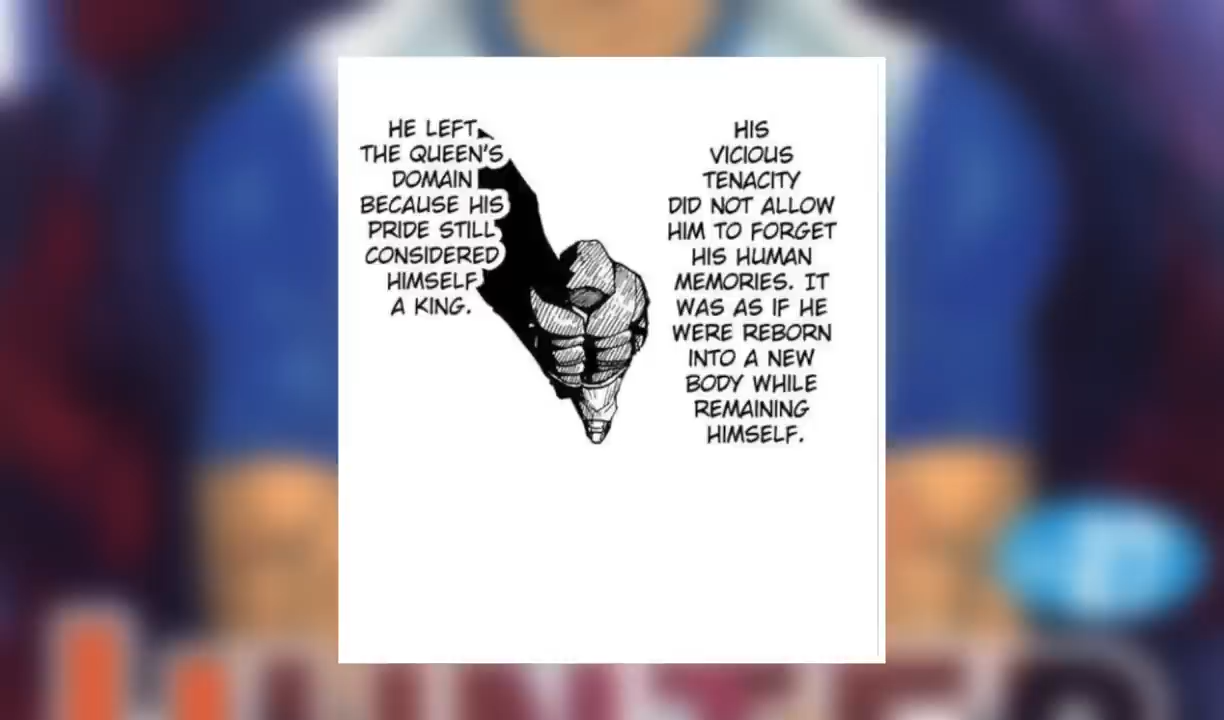 HIS
VICIOUS
TENACITY
DID NOT ALLOW
HIM TO FORGET
HIS HUMAN
MEMORIES. IT
WAS AS IF HE
WERE REBORN
INTO A NEW
BODY WHILE
REMAINING
HIMSELF.
HE LEFT
THE QUEEN'S
DOMAIN
BECAUSE HIS
PRIDE STILL
CONSIDERED
HIMSELF
A KING.
HUNTER